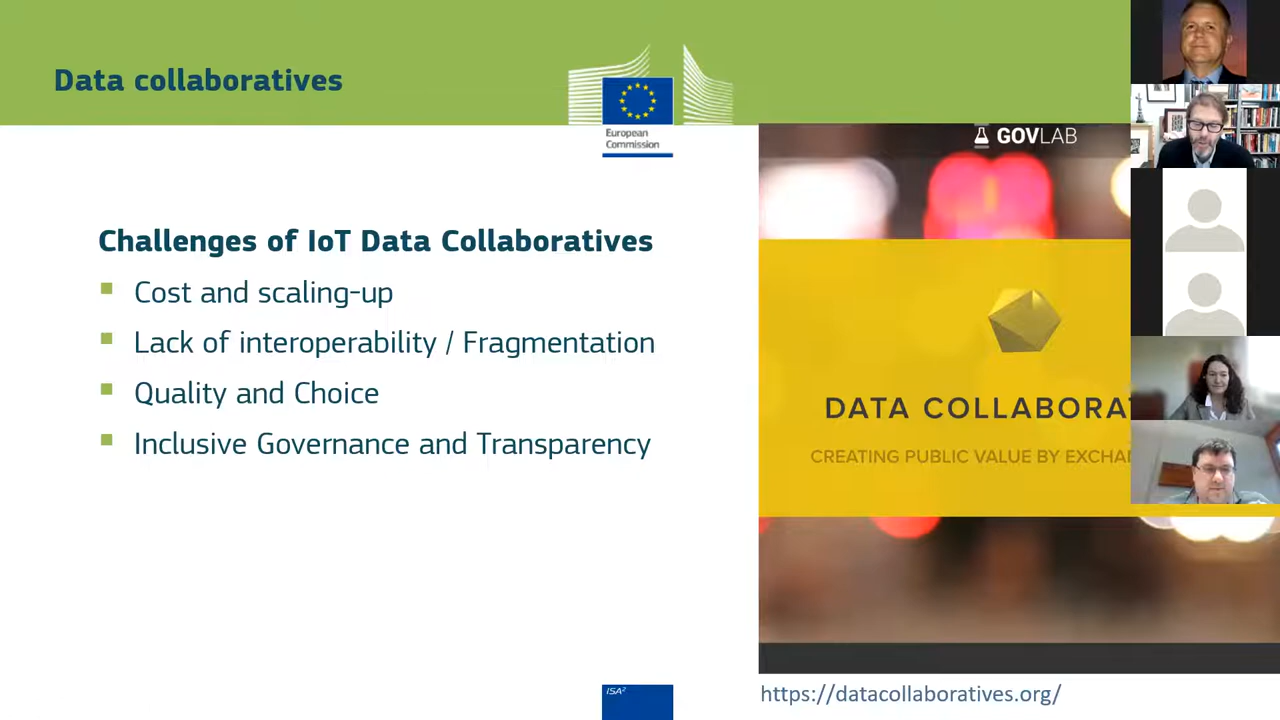 Data collaboratives
European
Commission
GOVLAB
Challenges of IoT Data Collaboratives
Cost and scaling-up
Lack of interoperability / Fragmentation
Quality and Choice
Inclusive Governance and Transparency
DATA COLLABORA
CREATING PUBLIC VALUE BY EXCHA
ISA²
https://datacollaboratives.org/